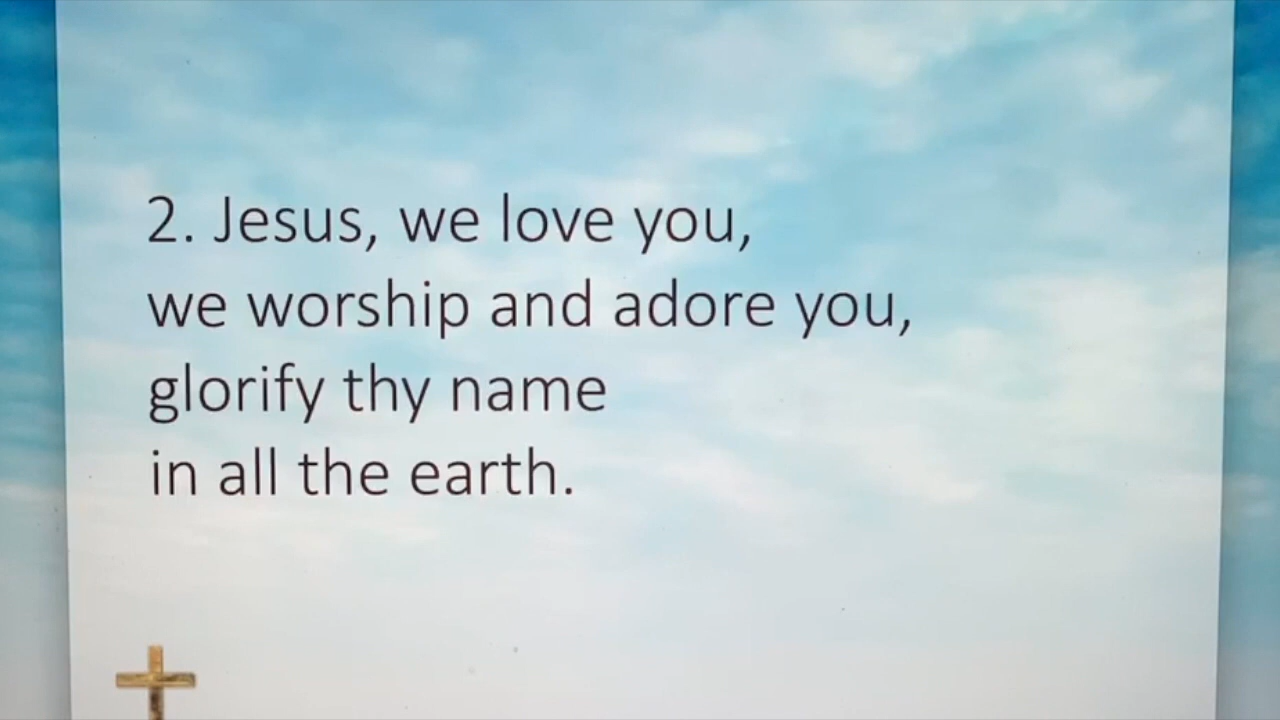 2. Jesus, we love you,
we worship and adore you,
glorify thy name
in all the earth.